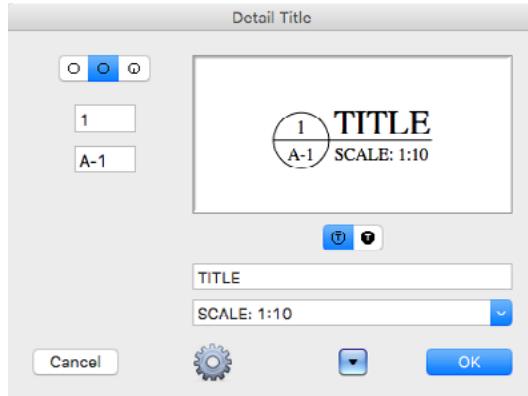 Detail Title
1
A-1
1
A-1
TITLE
SCALE: 1:10
T T
TITLE
SCALE: 1:10
Cancel
OK